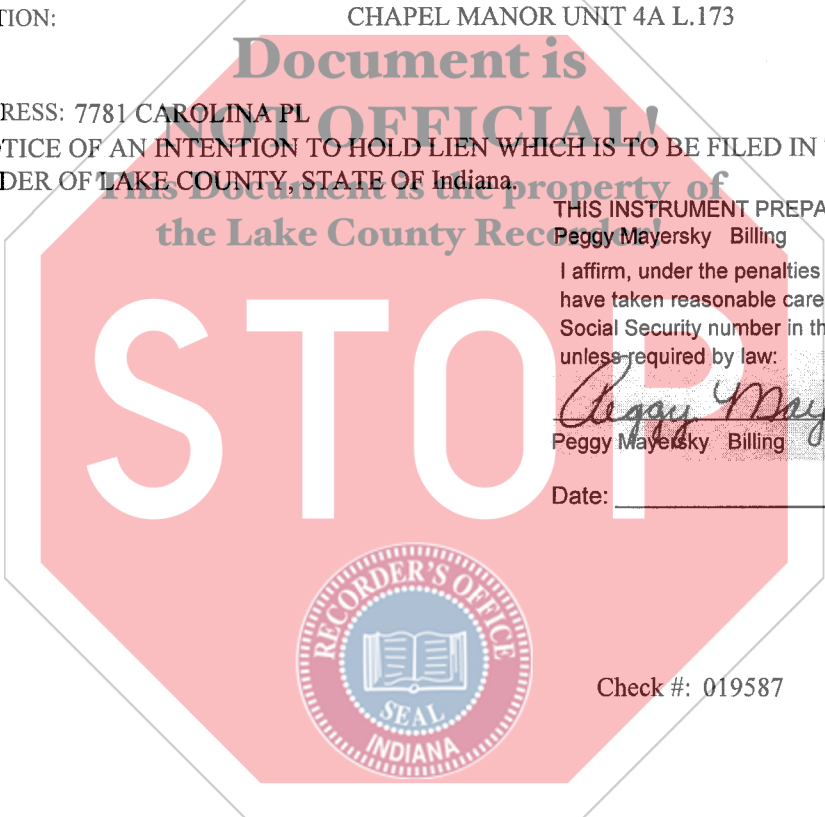 TION: CHAPEL MANOR UNIT 4A L.173
Document is
RESS: 7781 CAROLINA PL
NOT OFFICIAL!
TICE OF AN INTENTION TO HOLD LIEN WHICH IS TO BE FILED IN
DER OF LAKE COUNTY, STATE OF Indiana.
This Document is the property of
the Lake County Recorder!
THIS INSTRUMENT PREPA
Peggy Mayersky Billing
I affirm, under the penalties
have taken reasonable care
Social Security number in th
unless required by law:
Peggy May
Peggy Mayersky Billing
Date:
STOP
RECORDER'S OFFICE
SEAL
INDIANA
Check #: 019587